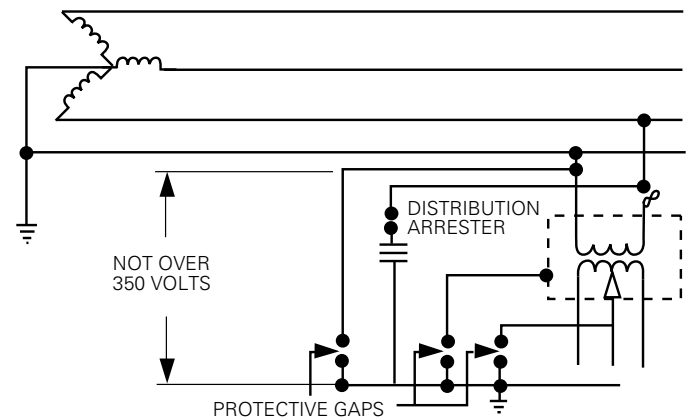 DISTRIBUTION
ARRESTER
NOT OVER
350 VOLTS
PROTECTIVE GAPS